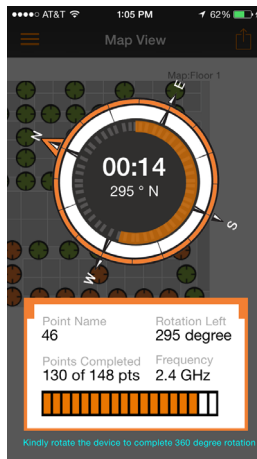 AT&T 1:05 PM 62%
Map View
Map:Floor 1
E
N
00:14
295 ° N
S
W
Point Name Rotation Left
46 295 degree
Points Completed Frequency
130 of 148 pts 2.4 GHz
Kindly rotate the device to complete 360 degree rotation